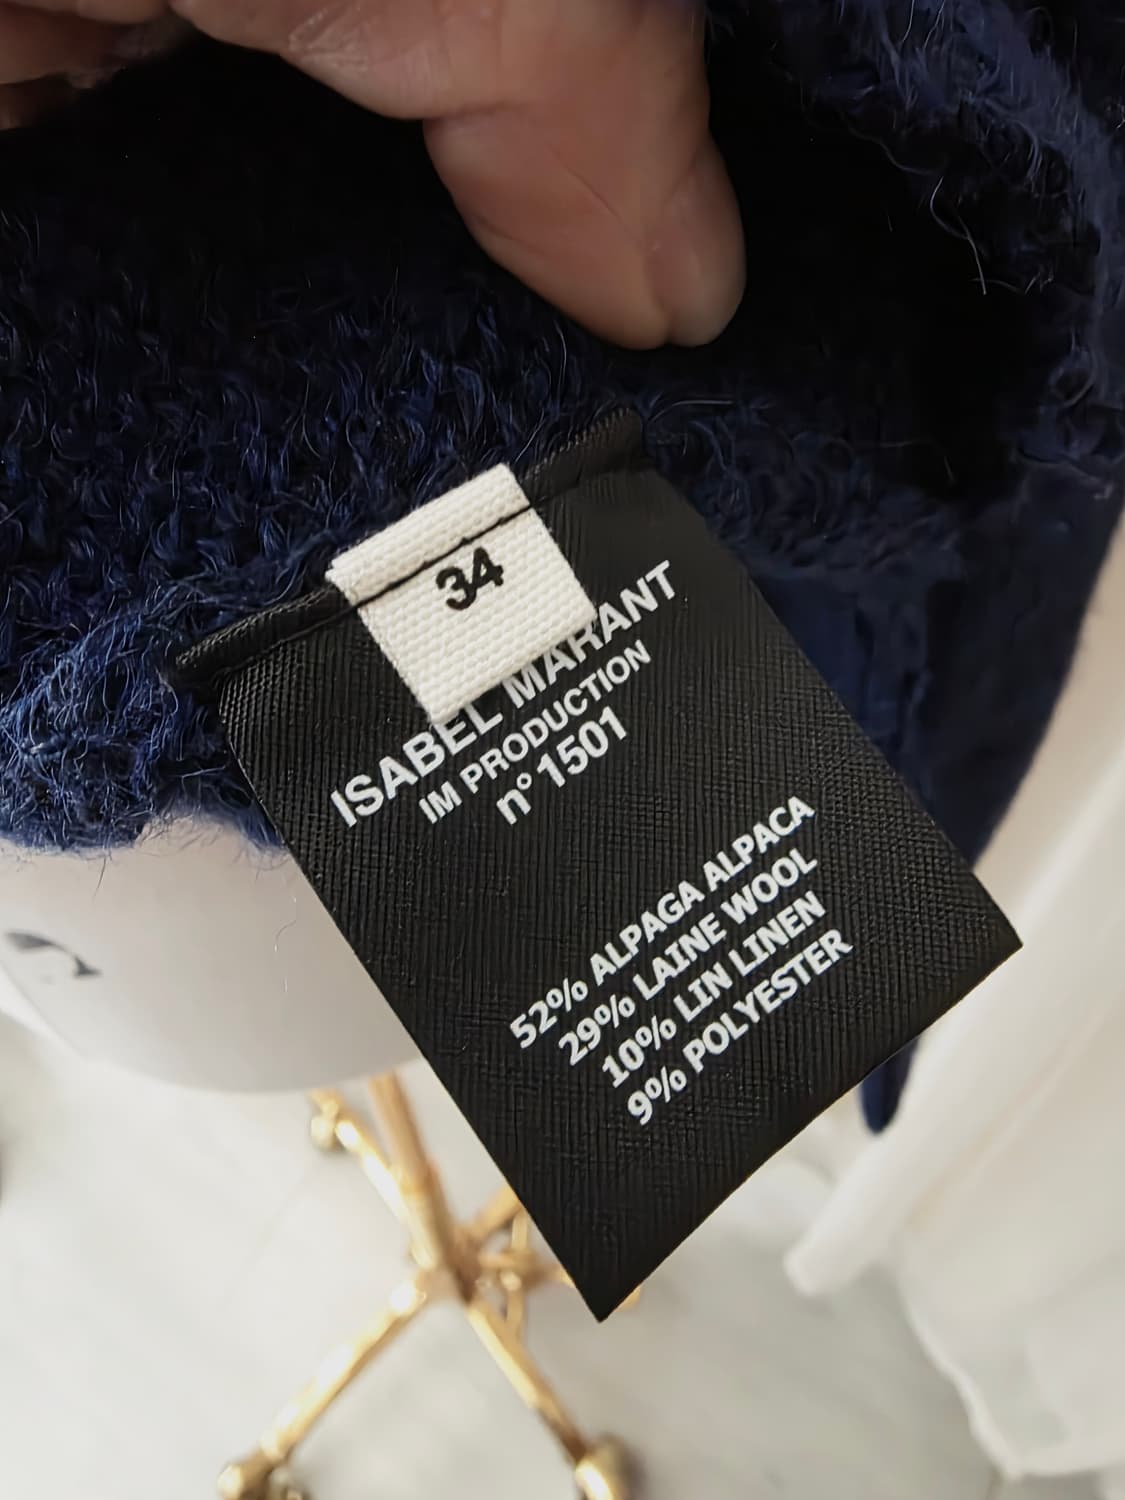 34
ISABEL MARANT
IM PRODUCTION
n° 1501
52% ALPAGA ALPACA
29% LAINE WOOL
10% LIN LINEN
9% POLYESTER